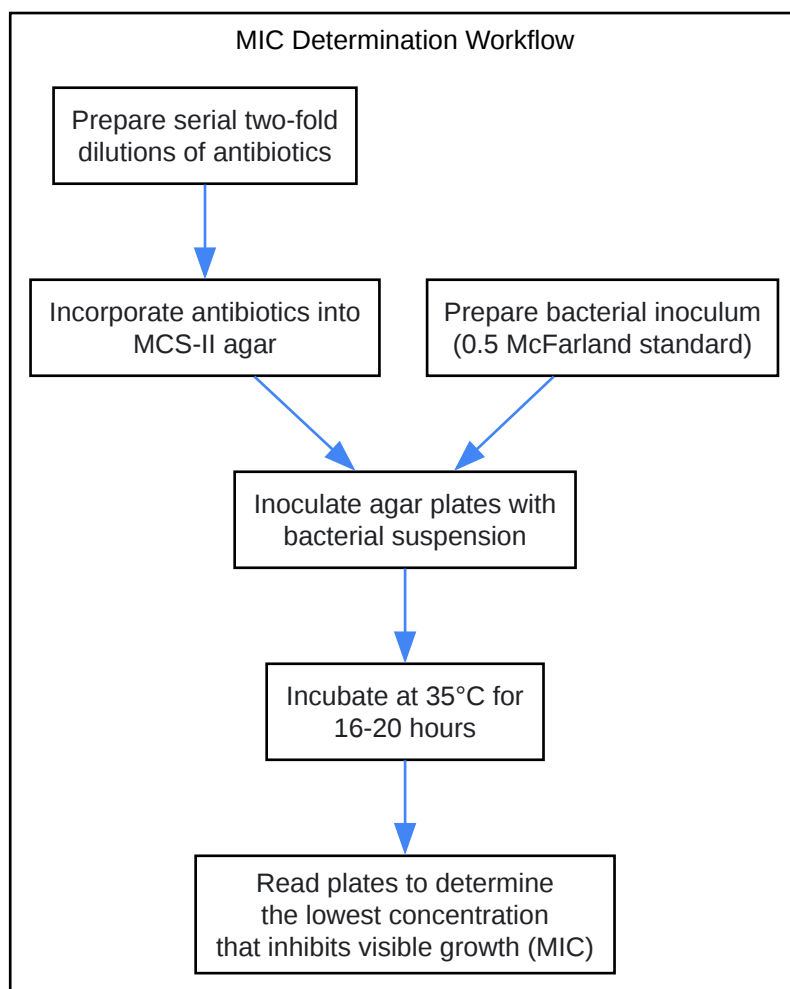 MIC Determination Workflow
Prepare serial two-fold
dilutions of antibiotics
Incorporate antibiotics into
MCS-II agar
Prepare bacterial inoculum
(0.5 McFarland standard)
Inoculate agar plates with
bacterial suspension
Incubate at 35°C for
16-20 hours
Read plates to determine
the lowest concentration
that inhibits visible growth (MIC)